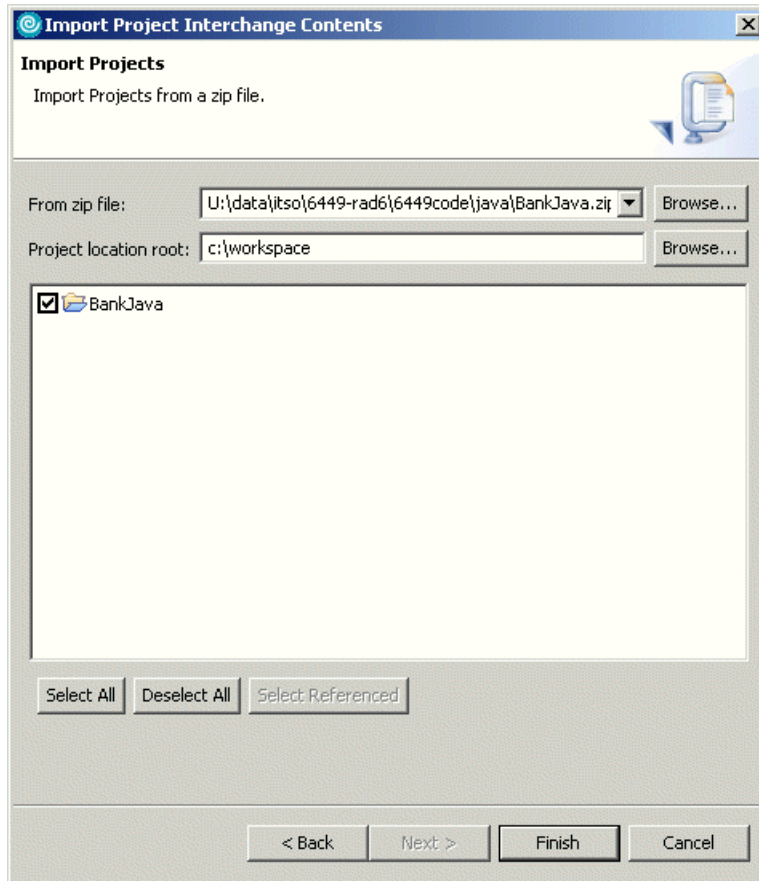 Import Project Interchange Contents
Import Projects
Import Projects from a zip file.
From zip file: U:\data\itso\6449-rad6\6449code\java\BankJava.zip Browse...
Project location root: c:\workspace Browse...
BankJava
Select All Deselect All Select Referenced
< Back Next > Finish Cancel